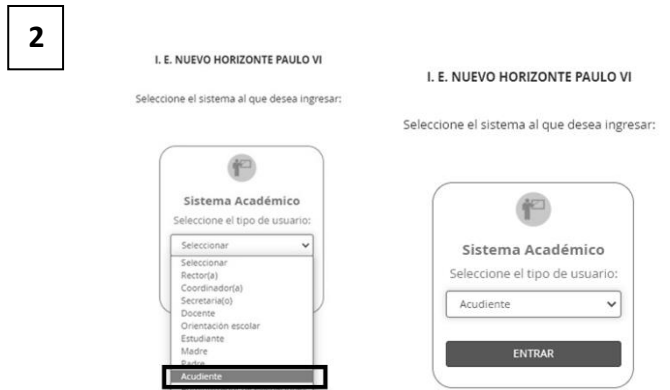 2
I. E. NUEVO HORIZONTE PAULO VI
Seleccione el sistema al que desea ingresar:
Sistema Académico
Seleccione el tipo de usuario:
Seleccionar
Seleccionar
Rector(a)
Coordinador(a)
Secretaria(o)
Docente
Orientación escolar
Estudiante
Madre
Padre
Acudiente
I. E. NUEVO HORIZONTE PAULO VI
Seleccione el sistema al que desea ingresar:
Sistema Académico
Seleccione el tipo de usuario:
Acudiente
ENTRAR